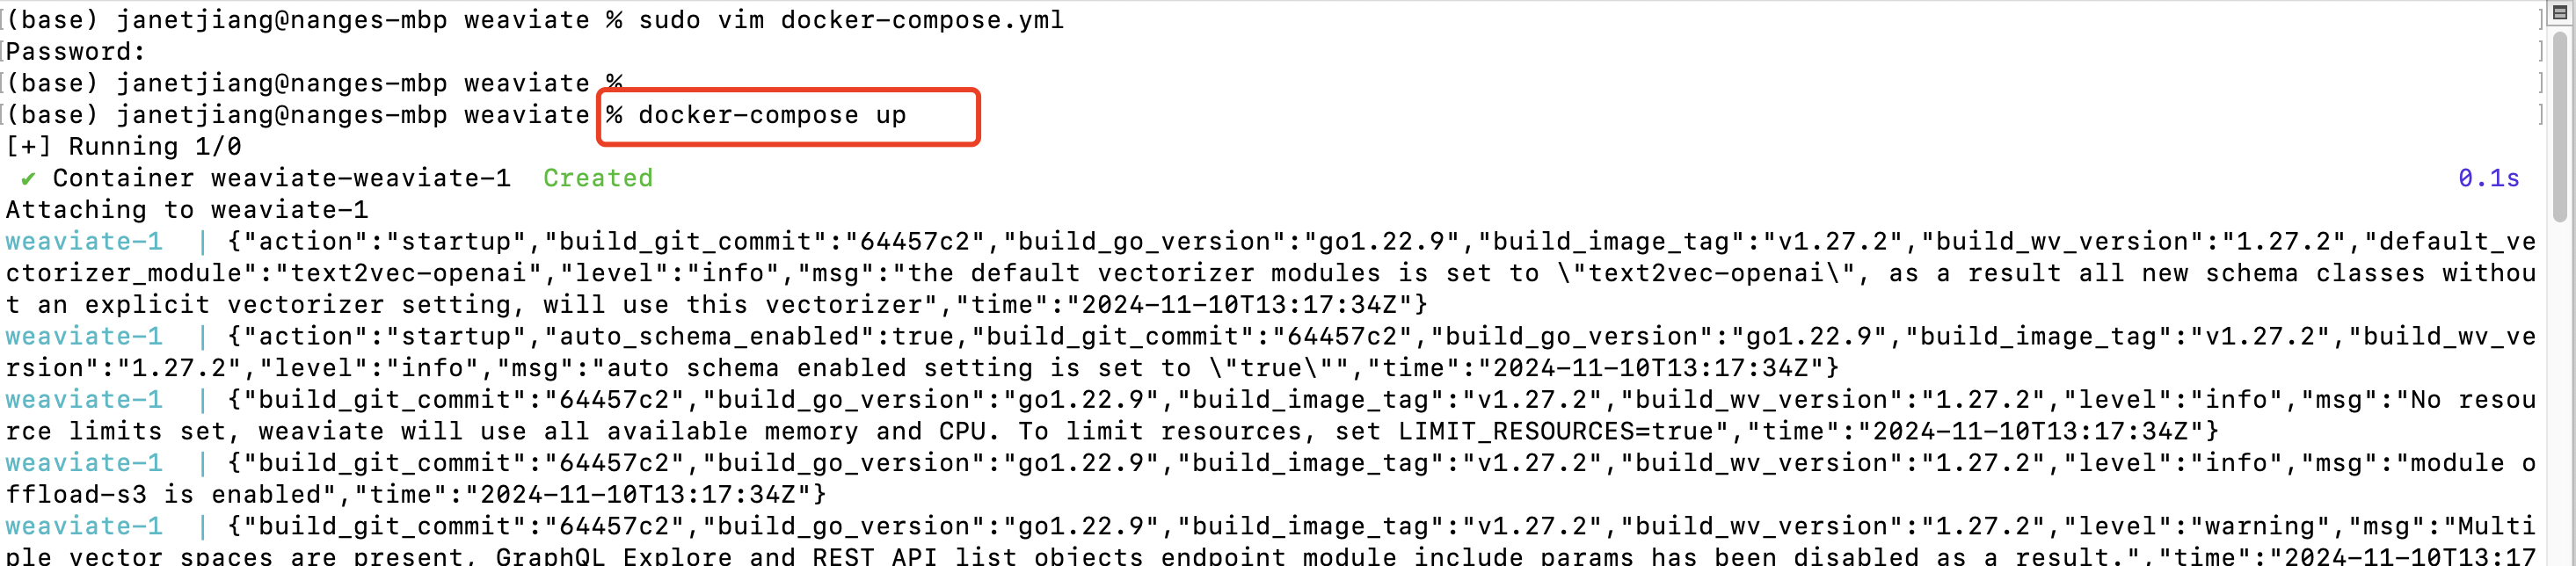 (base) janetjiang@nanges-mbp weaviate % sudo vim docker-compose.yml
Password:
(base) janetjiang@nanges-mbp weaviate %
(base) janetjiang@nanges-mbp weaviate % docker-compose up
[+] Running 1/0
✔ Container weaviate-weaviate-1  Created 0.1s
Attaching to weaviate-1
weaviate-1  | {"action":"startup","build_git_commit":"64457c2","build_go_version":"go1.22.9","build_image_tag":"v1.27.2","build_wv_version":"1.27.2","default_ve
ctorizer_module":"text2vec-openai","level":"info","msg":"the default vectorizer modules is set to \"text2vec-openai\", as a result all new schema classes withou
t an explicit vectorizer setting, will use this vectorizer","time":"2024-11-10T13:17:34Z"}
weaviate-1  | {"action":"startup","auto_schema_enabled":true,"build_git_commit":"64457c2","build_go_version":"go1.22.9","build_image_tag":"v1.27.2","build_wv_ve
rsion":"1.27.2","level":"info","msg":"auto schema enabled setting is set to \"true\"","time":"2024-11-10T13:17:34Z"}
weaviate-1  | {"build_git_commit":"64457c2","build_go_version":"go1.22.9","build_image_tag":"v1.27.2","build_wv_version":"1.27.2","level":"info","msg":"No resou
rce limits set, weaviate will use all available memory and CPU. To limit resources, set LIMIT_RESOURCES=true","time":"2024-11-10T13:17:34Z"}
weaviate-1  | {"build_git_commit":"64457c2","build_go_version":"go1.22.9","build_image_tag":"v1.27.2","build_wv_version":"1.27.2","level":"info","msg":"module o
ffload-s3 is enabled","time":"2024-11-10T13:17:34Z"}
weaviate-1  | {"build_git_commit":"64457c2","build_go_version":"go1.22.9","build_image_tag":"v1.27.2","build_wv_version":"1.27.2","level":"warning","msg":"Multi
ple vector spaces are present, GraphQL Explore and REST API list objects endpoint module include params has been disabled as a result.","time":"2024-11-10T13:17